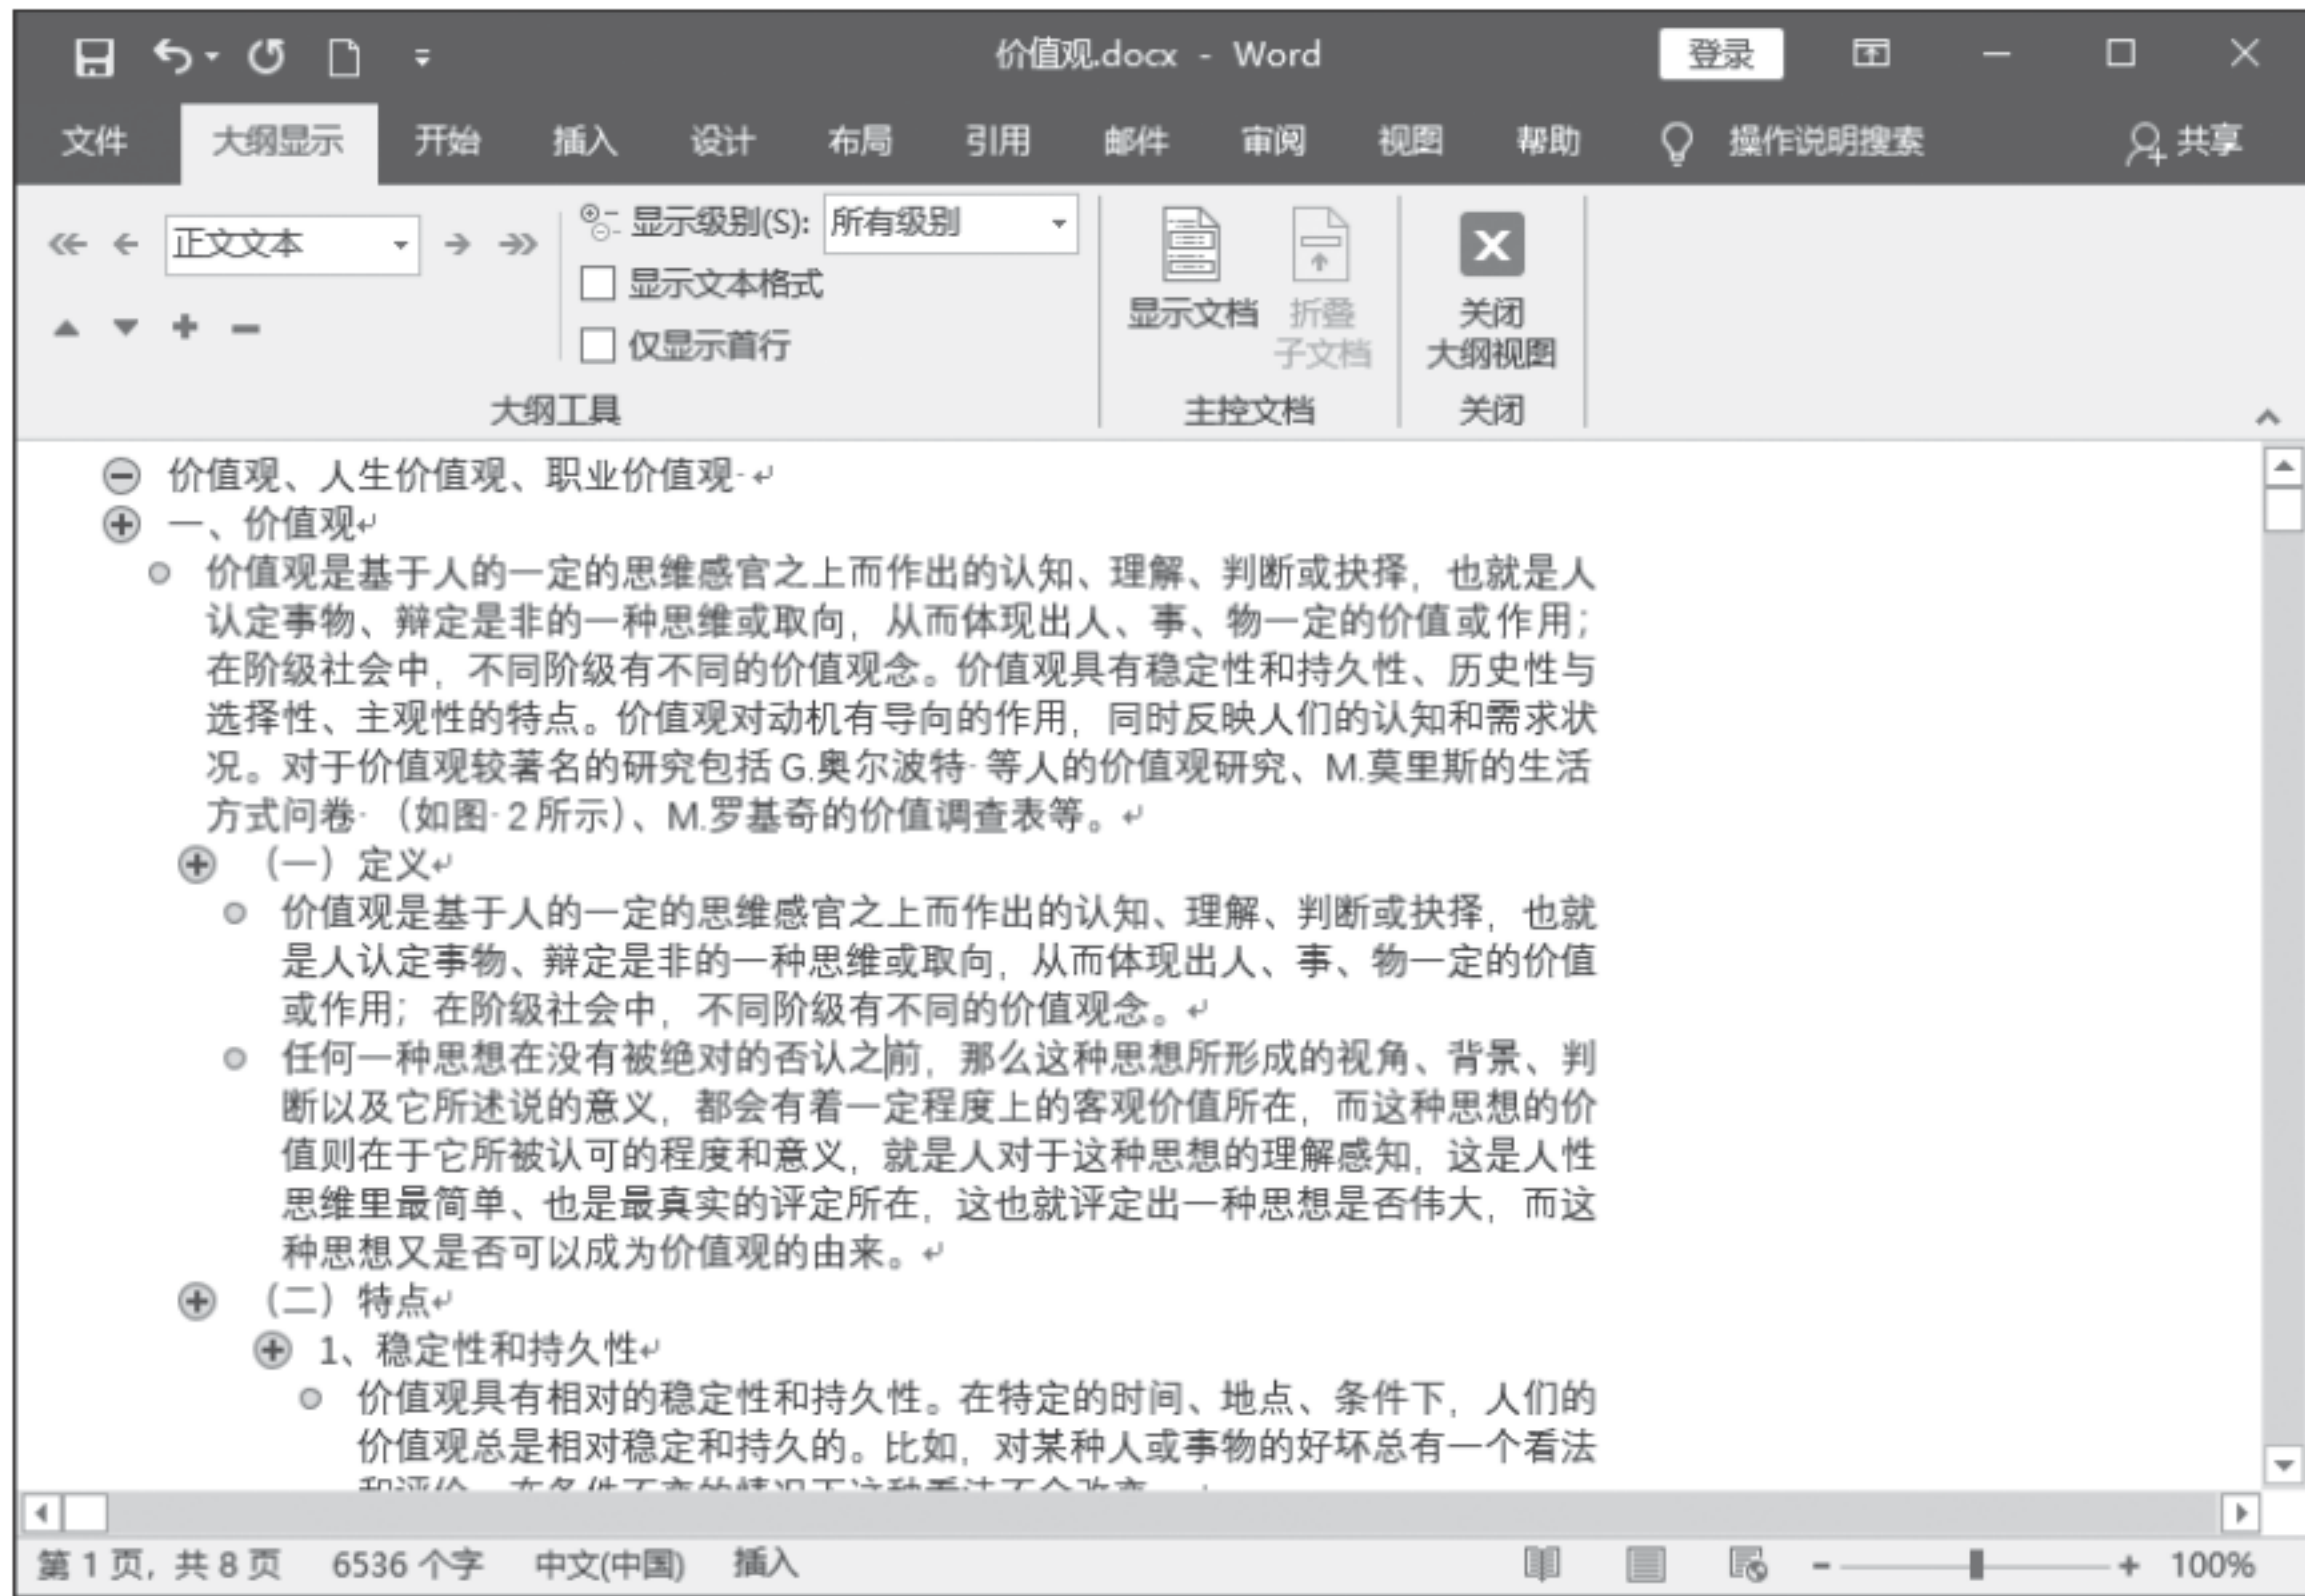 价值观.docx - Word
登录
文件 大纲显示 开始 插入 设计 布局 引用 邮件 审阅 视图 帮助 操作说明搜索 共享
正文文本
显示级别(S): 所有级别
显示文本格式
仅显示首行
大纲工具
显示文档
折叠
子文档
主控文档
关闭
大纲视图
关闭
价值观、人生价值观、职业价值观
一、价值观
价值观是基于人的一定的思维感官之上而作出的认知、理解、判断或抉择，也就是人
认定事物、辩定是非的一种思维或取向，从而体现出人、事、物一定的价值或作用；
在阶级社会中，不同阶级有不同的价值观念。价值观具有稳定性和持久性、历史性与
选择性、主观性的特点。价值观对动机有导向的作用，同时反映人们的认知和需求状
况。对于价值观较著名的研究包括 G.奥尔波特 等人的价值观研究、M.莫里斯的生活
方式问卷 （如图 2 所示）、M.罗基奇的价值调查表等。
（一）定义
价值观是基于人的一定的思维感官之上而作出的认知、理解、判断或抉择，也就
是人认定事物、辩定是非的一种思维或取向，从而体现出人、事、物一定的价值
或作用；在阶级社会中，不同阶级有不同的价值观念。
任何一种思想在没有被绝对的否认之前，那么这种思想所形成的视角、背景、判
断以及它所述说的意义，都会有着一定程度上的客观价值所在，而这种思想的价
值则在于它所被认可的程度和意义，就是人对于这种思想的理解感知，这是人性
思维里最简单、也是最真实的评定所在，这也就评定出一种思想是否伟大，而这
种思想又是否可以成为价值观的由来。
（二）特点
1、稳定性和持久性
价值观具有相对的稳定性和持久性。在特定的时间、地点、条件下，人们的
价值观总是相对稳定和持久的。比如，对某种人或事物的好坏总有一个看法
和评价，在条件不变的情况下这种看法不会改变。
第 1 页，共 8 页 6536 个字 中文(中国) 插入 100%